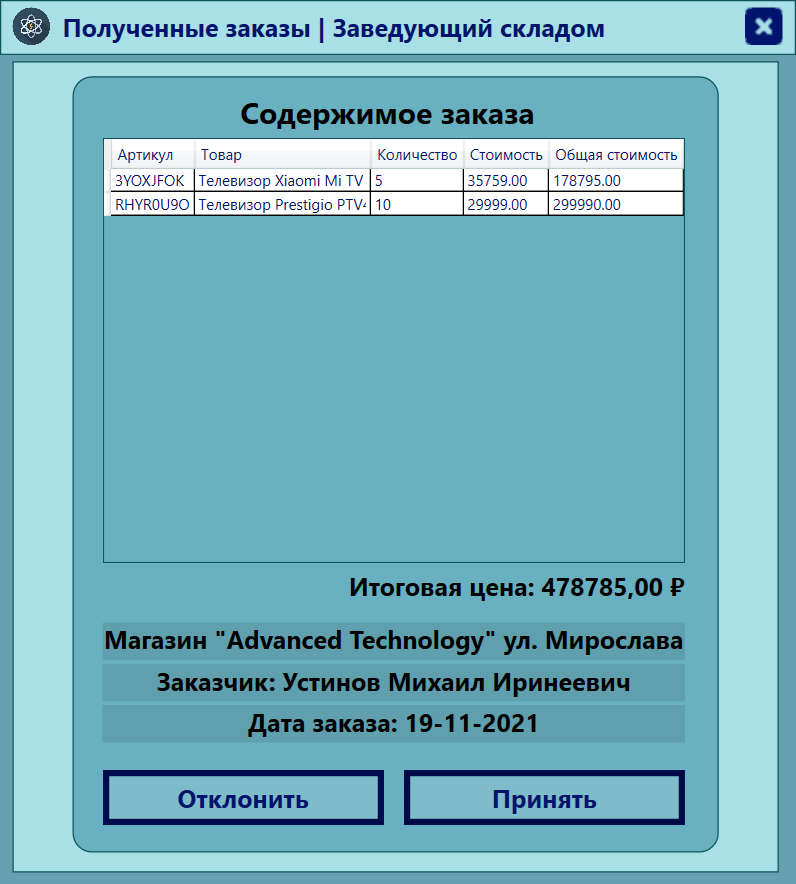 Полученные заказы | Заведующий складом
Содержимое заказа
Артикул Товар Количество Стоимость Общая стоимость
3YOXJFOK Телевизор Xiaomi Mi TV 5 35759.00 178795.00
RHYR0U9O Телевизор Prestigio PTV 10 29999.00 299990.00
Итоговая цена: 478785,00 ₽
Магазин "Advanced Technology" ул. Мирослава
Заказчик: Устинов Михаил Иринеевич
Дата заказа: 19-11-2021
Отклонить Принять